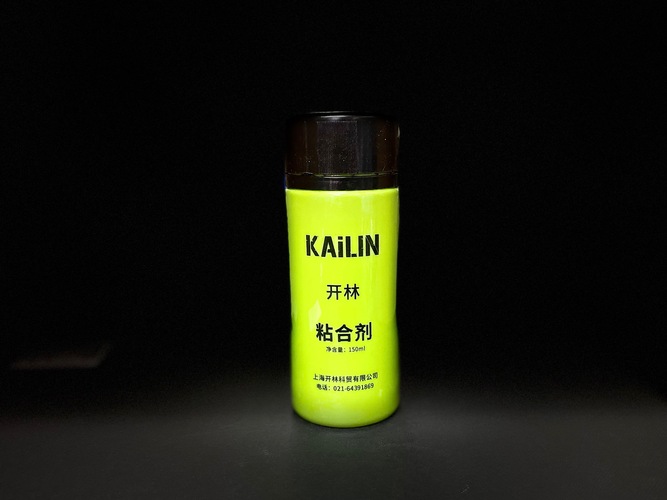 KAiLIN
开林
粘合剂
净含量：150ml
上海开林科贸有限公司
电话：021-64391869